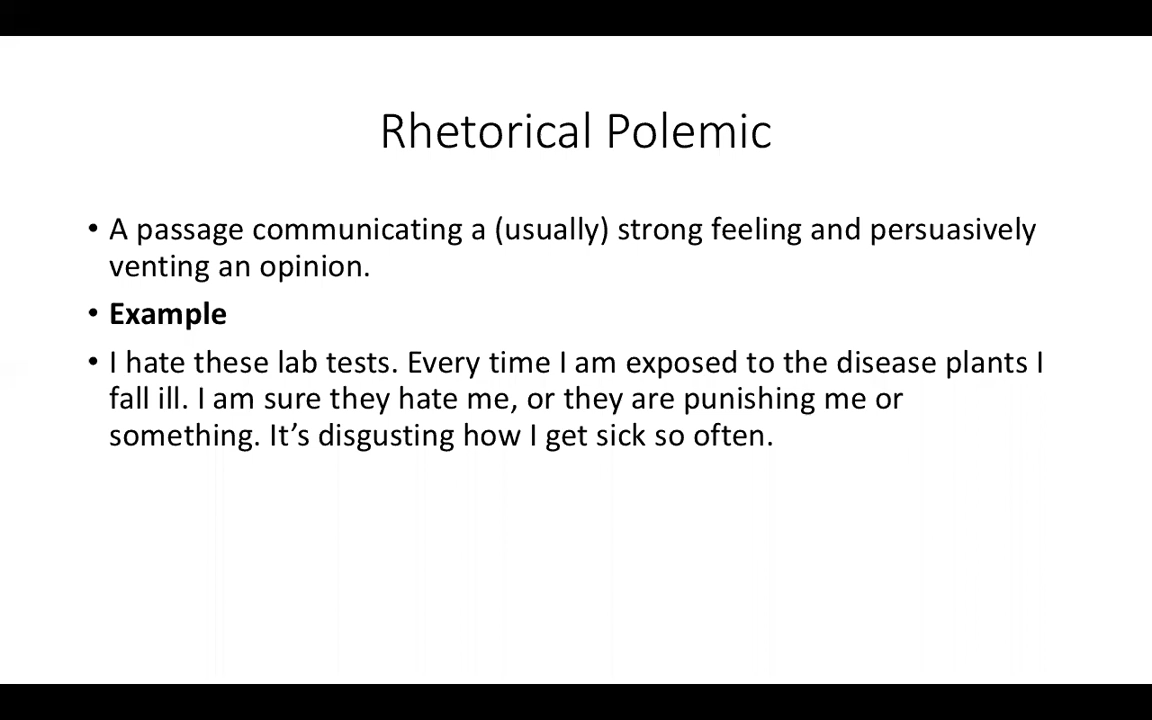 Rhetorical Polemic
• A passage communicating a (usually) strong feeling and persuasively
venting an opinion.
• Example
• I hate these lab tests. Every time I am exposed to the disease plants I
fall ill. I am sure they hate me, or they are punishing me or
something. It’s disgusting how I get sick so often.